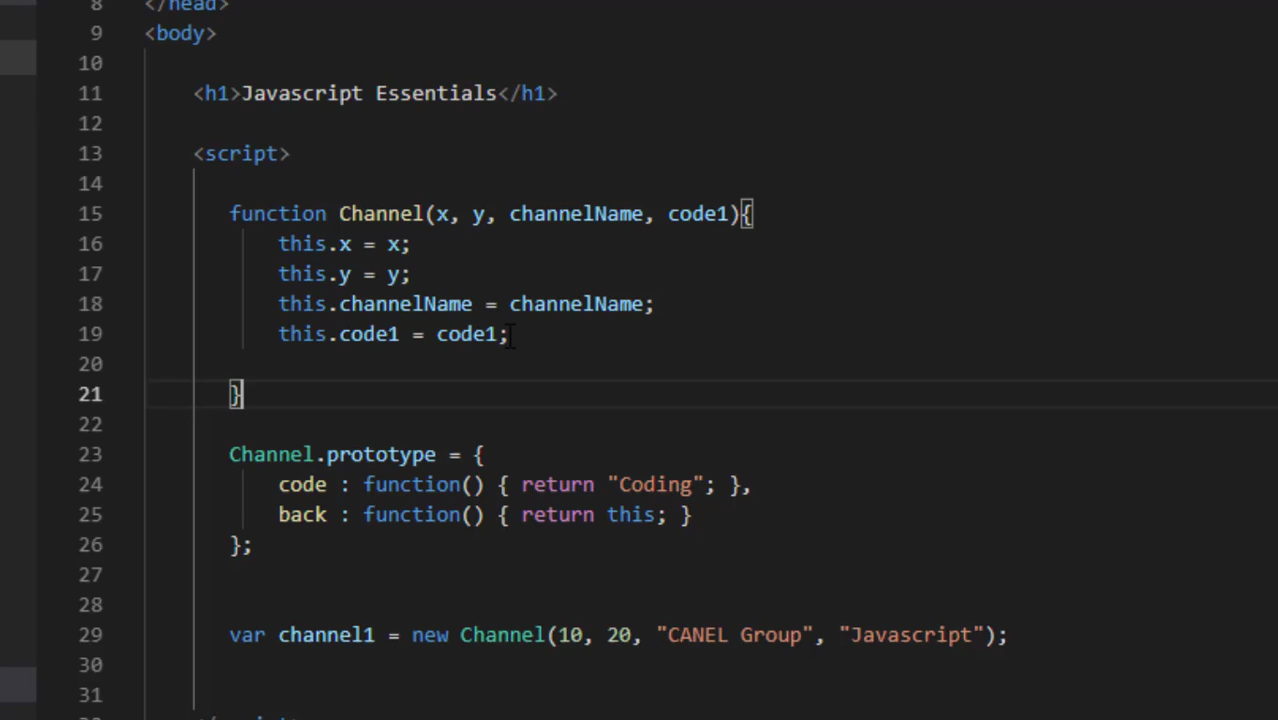 8 </head>
9 <body>
10
11 <h1>Javascript Essentials</h1>
12
13 <script>
14
15 function Channel(x, y, channelName, code1){
16 this.x = x;
17 this.y = y;
18 this.channelName = channelName;
19 this.code1 = code1;
20
21 }
22
23 Channel.prototype = {
24 code : function() { return "Coding"; },
25 back : function() { return this; }
26 };
27
28
29 var channel1 = new Channel(10, 20, "CANEL Group", "Javascript");
30
31